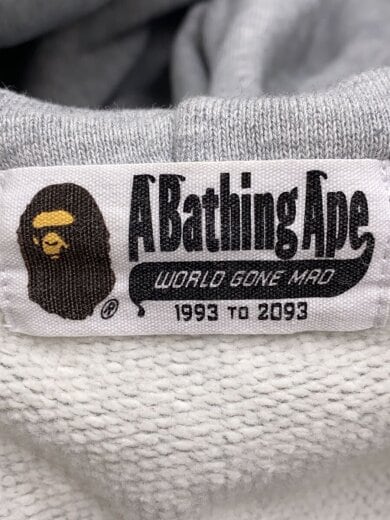 A Bathing Ape
WORLD GONE MAD
1993 TO 2093
®